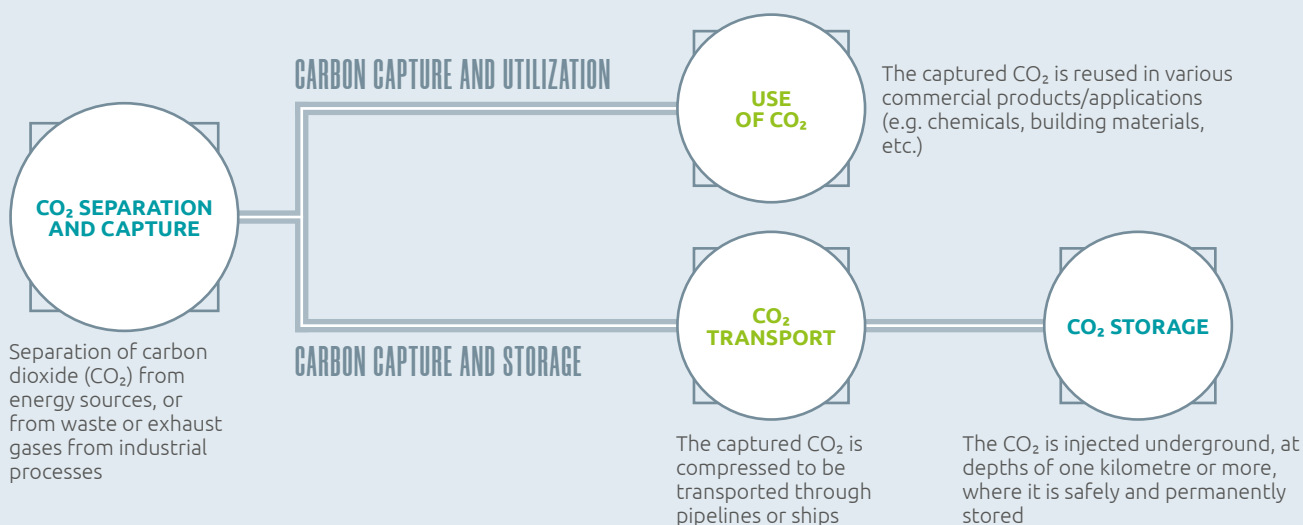 CARBON CAPTURE AND UTILIZATION
USE
OF CO₂
The captured CO₂ is reused in various
commercial products/applications
(e.g. chemicals, building materials,
etc.)
CO₂ SEPARATION
AND CAPTURE
Separation of carbon
dioxide (CO₂) from
energy sources, or
from waste or exhaust
gases from industrial
processes
CARBON CAPTURE AND STORAGE
CO₂
TRANSPORT
The captured CO₂ is
compressed to be
transported through
pipelines or ships
CO₂ STORAGE
The CO₂ is injected underground, at
depths of one kilometre or more,
where it is safely and permanently
stored